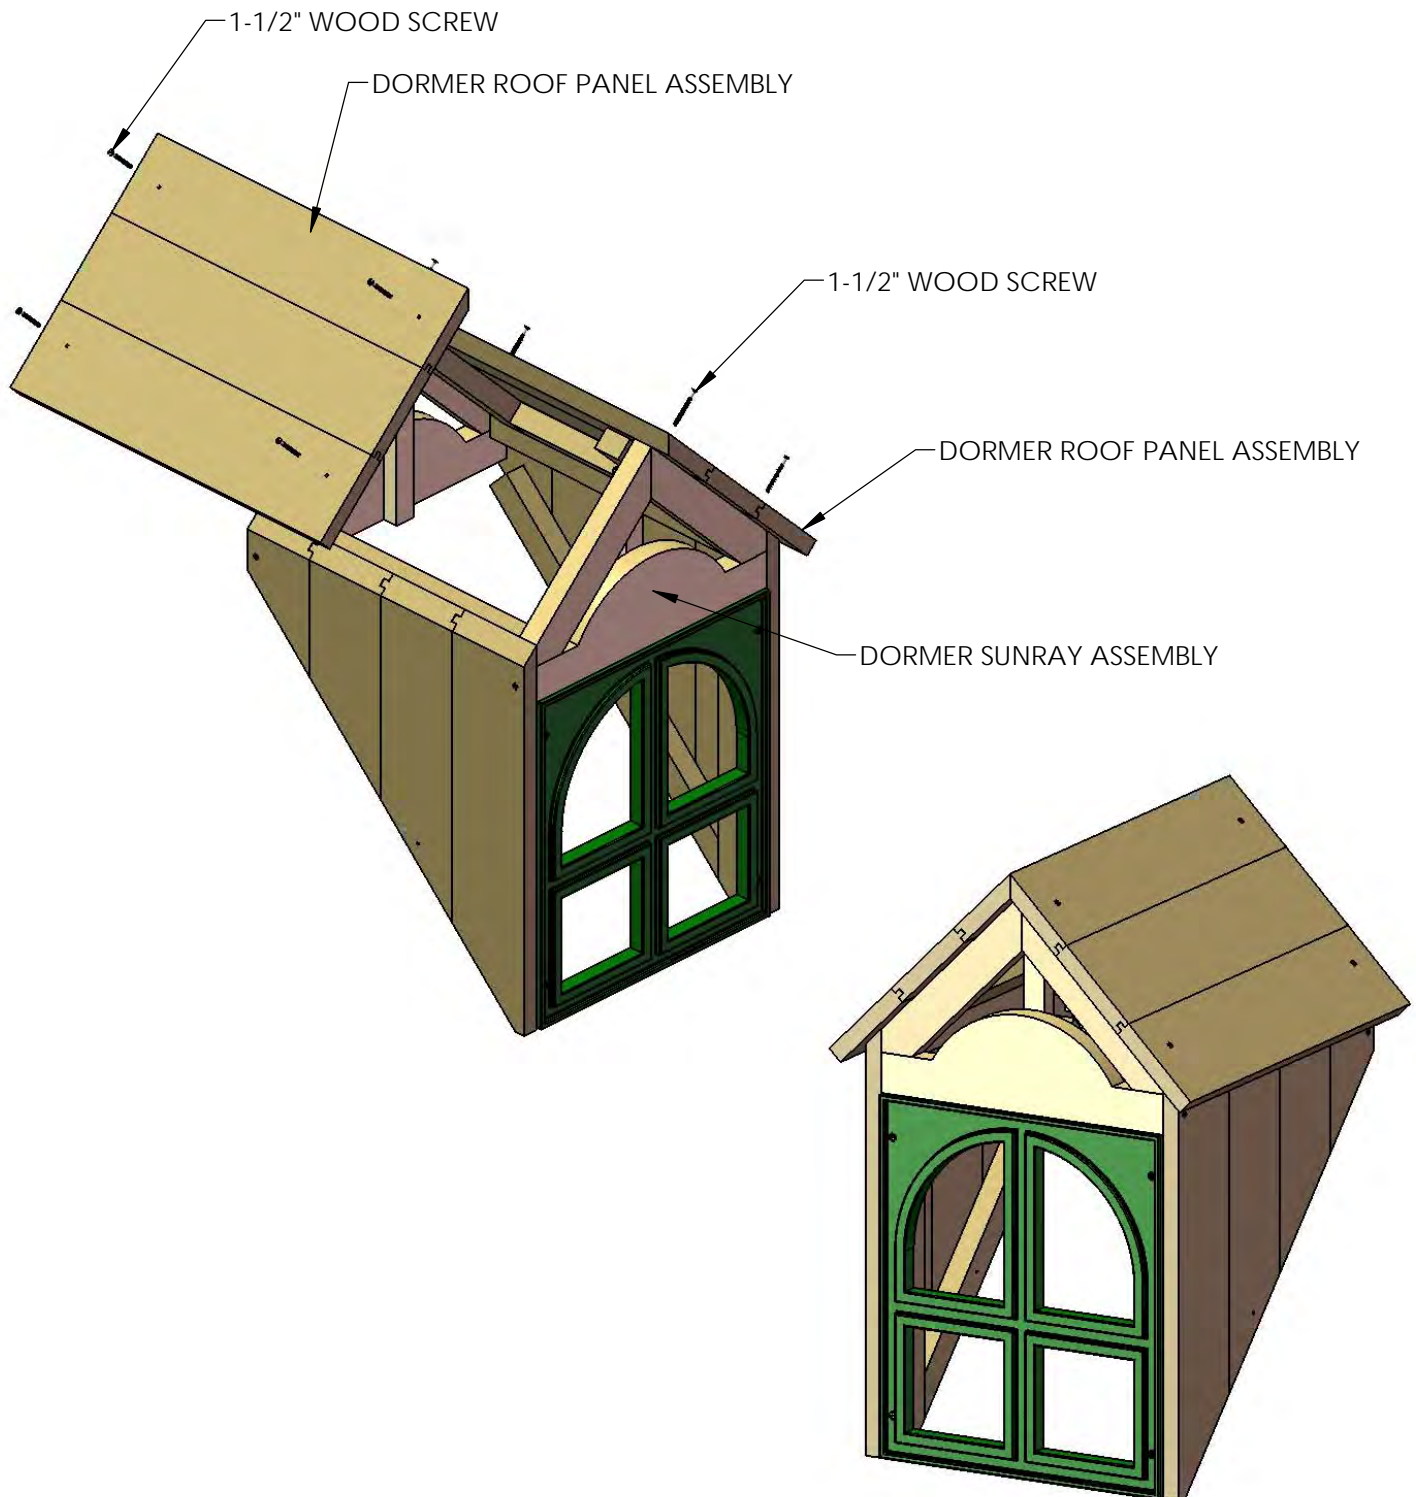 1-1/2" WOOD SCREW
DORMER ROOF PANEL ASSEMBLY
1-1/2" WOOD SCREW
DORMER ROOF PANEL ASSEMBLY
DORMER SUNRAY ASSEMBLY